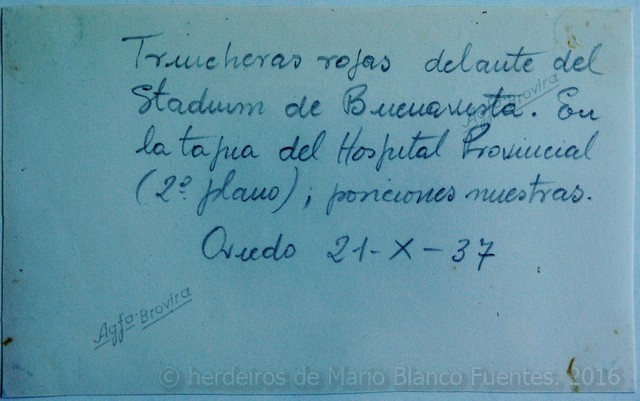 Trincheras rojas delante del
Stadium de Buenavista. En
la tapia del Hospital Provincial
(2º plano), posiciones nuestras.
Oviedo 21-X-37
Agfa-Brovira
Agfa-Brovira
© herdeiros de Mario Blanco Fuentes. 2016